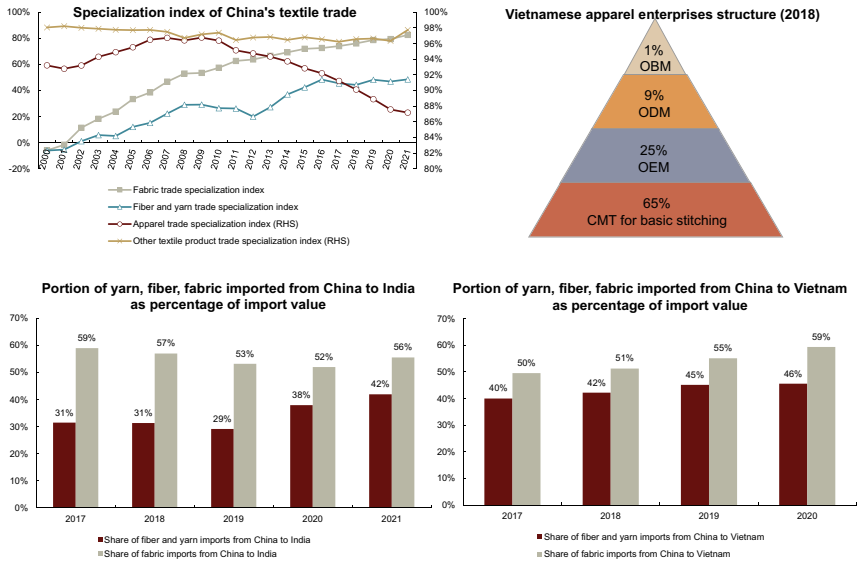 Specialization index of China's textile trade
100%
80%
60%
40%
20%
0%
-20%
100%
98%
96%
94%
92%
90%
88%
86%
84%
82%
80%
2000 2001 2002 2003 2004 2005 2006 2007 2008 2009 2010 2011 2012 2013 2014 2015 2016 2017 2018 2019 2020 2021
Fabric trade specialization index
Fiber and yarn trade specialization index
Apparel trade specialization index (RHS)
Other textile product trade specialization index (RHS)
Vietnamese apparel enterprises structure (2018)
1%
OBM
9%
ODM
25%
OEM
65%
CMT for basic stitching
Portion of yarn, fiber, fabric imported from China to India
as percentage of import value
70%
60%
50%
40%
30%
20%
10%
0%
31% 59% 31% 57% 29% 53% 38% 52% 42% 56%
2017 2018 2019 2020 2021
Share of fiber and yarn imports from China to India
Share of fabric imports from China to India
Portion of yarn, fiber, fabric imported from China to Vietnam
as percentage of import value
70%
60%
50%
40%
30%
20%
10%
0%
40% 50% 42% 51% 45% 55% 46% 59%
2017 2018 2019 2020
Share of fiber and yarn imports from China to Vietnam
Share of fabric imports from China to Vietnam